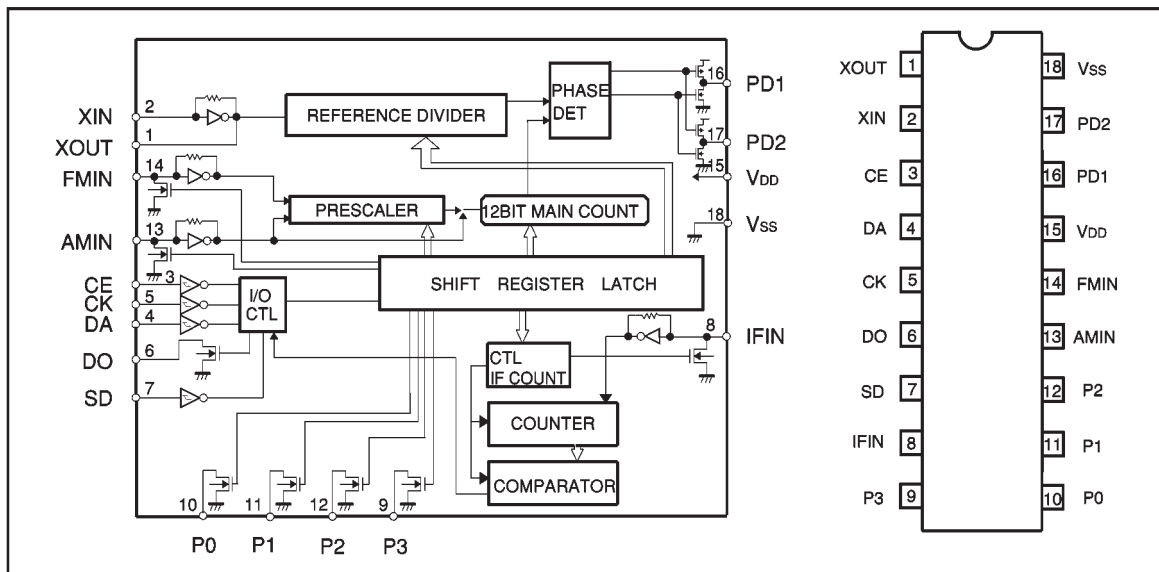 XIN 2
XOUT 1
FMIN 14
AMIN 13
CE 3
CK 5
DA 4
DO 6
SD 7
REFERENCE DIVIDER
PHASE DET
PRESCALER
12BIT MAIN COUNT
I/O CTL
SHIFT REGISTER LATCH
CTL IF COUNT
COUNTER
COMPARATOR
16 PD1
17 PD2
15 VDD
18 VSS
8 IFIN
10 11 12 9
P0 P1 P2 P3
XOUT 1 18 VSS
XIN 2 17 PD2
CE 3 16 PD1
DA 4 15 VDD
CK 5 14 FMIN
DO 6 13 AMIN
SD 7 12 P2
IFIN 8 11 P1
P3 9 10 P0